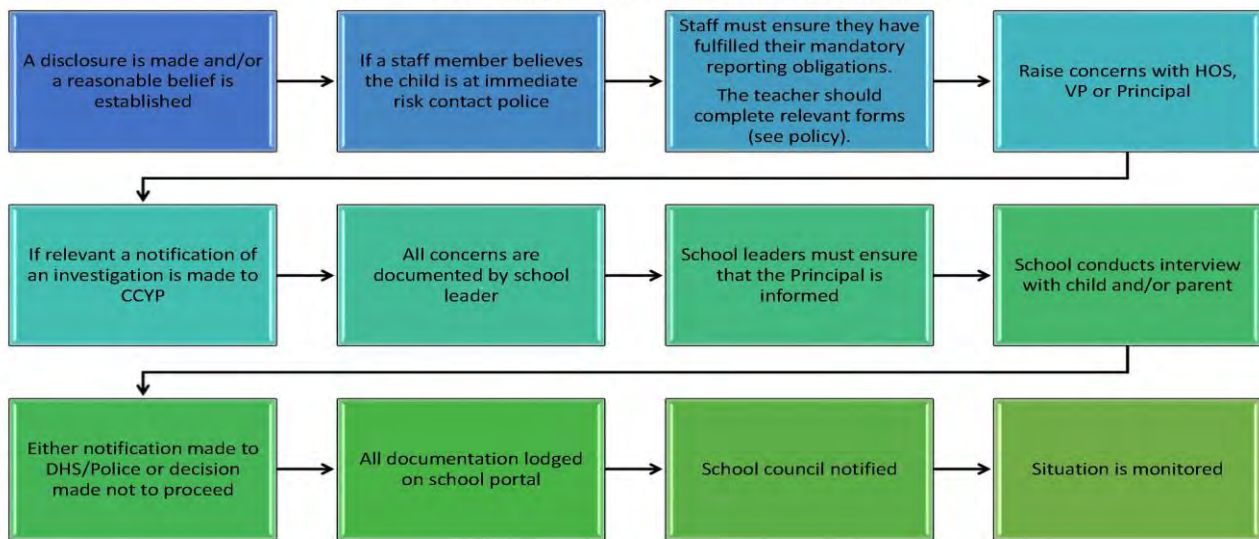 A disclosure is made and/or
a reasonable belief is
established
If a staff member believes
the child is at immediate
risk contact police
Staff must ensure they have
fulfilled their mandatory
reporting obligations.
The teacher should
complete relevant forms
(see policy).
Raise concerns with HOS,
VP or Principal
If relevant a notification of
an investigation is made to
CCYP
All concerns are
documented by school
leader
School leaders must ensure
that the Principal is
informed
School conducts interview
with child and/or parent
Either notification made to
DHS/Police or decision
made not to proceed
All documentation lodged
on school portal
School council notified
Situation is monitored